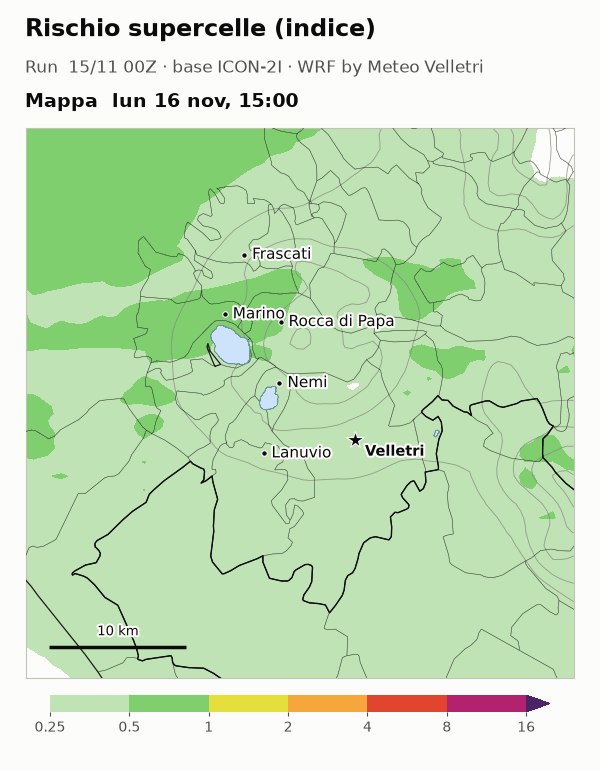 Rischio supercelle (indice)
Run  15/11 00Z · base ICON-2I · WRF by Meteo Velletri
Mappa  lun 16 nov, 15:00
Frascati
Marino
Rocca di Papa
Nemi
Velletri
Lanuvio
10 km
0.25 0.5 1 2 4 8 16